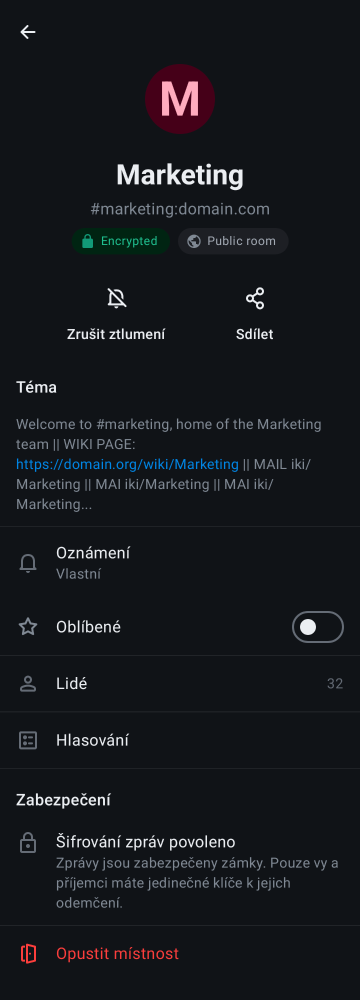 M
Marketing
#marketing:domain.com
Encrypted
Public room
Zrušit ztlumení
Sdílet
Téma
Welcome to #marketing, home of the Marketing
team || WIKI PAGE:
https://domain.org/wiki/Marketing || MAIL iki/
Marketing || MAI iki/Marketing || MAI iki/
Marketing...
Oznámení
Vlastní
Oblíbené
Lidé
32
Hlasování
Zabezpečení
Šifrování zpráv povoleno
Zprávy jsou zabezpečeny zámky. Pouze vy a
příjemci máte jedinečné klíče k jejich
odemčení.
Opustit místnost